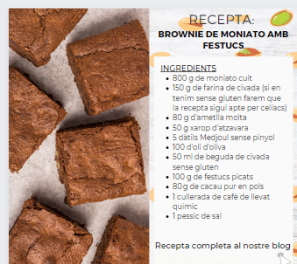 RECEPTA:
BROWNIE DE MONIATO AMB
FESTUCS
INGREDIENTS
• 800 g de moniato cuit
• 150 g de farina de civada (si en
tenim sense gluten farem que
la recepta sigui apte per celíacs)
• 80 g d'ametlla molta
• 50 g xarop d'atzavara
• 5 dàtils Medjoul sense pinyol
• 100 d'oli d'oliva
• 50 ml de beguda de civada
sense gluten
• 100 g de festucs picats
• 80 g de cacau pur en pols
• 1 cullerada de cafè de llevat
químic
• 1 pessic de sal
Recepta completa al nostre blog